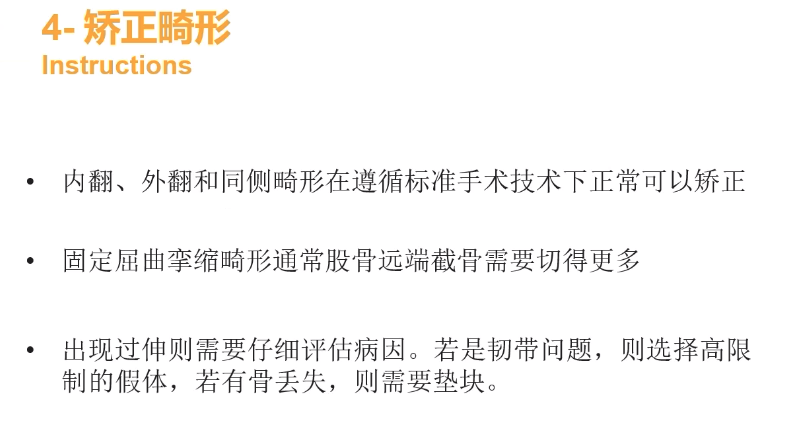 4- 矫正畸形
Instructions
• 内翻、外翻和同侧畸形在遵循标准手术技术下正常可以矫正
• 固定屈曲挛缩畸形通常股骨远端截骨需要切得更多
• 出现过伸则需要仔细评估病因。若是韧带问题，则选择高限
制的假体，若有骨丢失，则需要垫块。